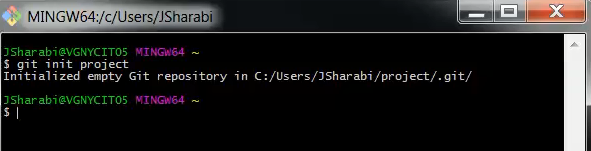 MINGW64:/c/Users/JSharabi
JSharabi@VGNYCIT05 MINGW64 ~
$ git init project
Initialized empty Git repository in C:/Users/JSharabi/project/.git/
JSharabi@VGNYCIT05 MINGW64 ~
$